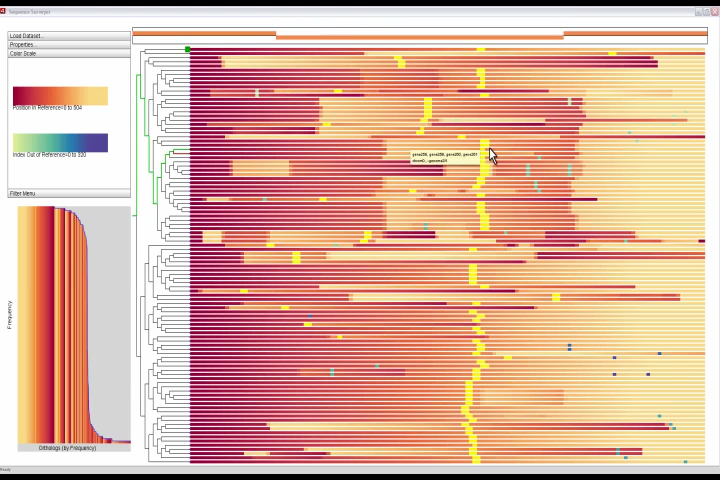 Sequence Surveyor
Load Dataset...
Properties...
Color Scale
Position in Reference=0 to 504
Index Out of Reference=0 to 320
Filter Menu
Frequency
Orthologs (by Frequency)
Ready